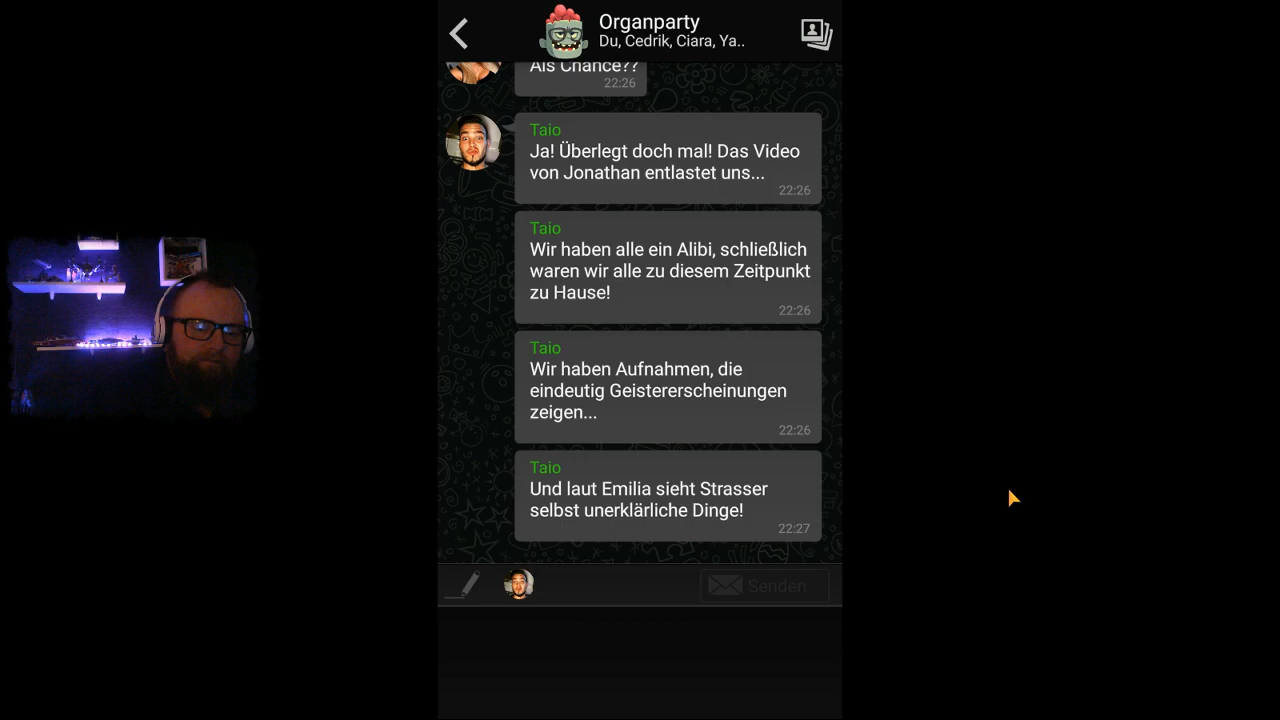 Organparty
Du, Cedrik, Ciara, Ya..
Als Chance??
22:26
Taio
Ja! Überlegt doch mal! Das Video
von Jonathan entlastet uns...
22:26
Taio
Wir haben alle ein Alibi, schließlich
waren wir alle zu diesem Zeitpunkt
zu Hause!
22:26
Taio
Wir haben Aufnahmen, die
eindeutig Geistererscheinungen
zeigen...
22:26
Taio
Und laut Emilia sieht Strasser
selbst unerklärliche Dinge!
22:27
Senden